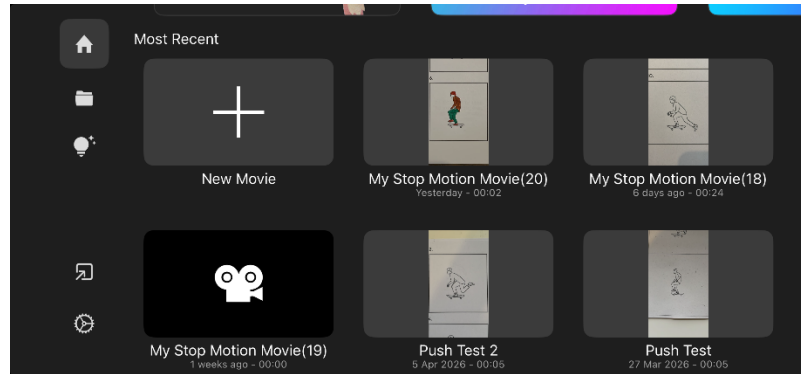 Most Recent
New Movie
My Stop Motion Movie(20)
Yesterday - 00:02
My Stop Motion Movie(18)
6 days ago - 00:24
My Stop Motion Movie(19)
1 weeks ago - 00:00
Push Test 2
5 Apr 2026 - 00:05
Push Test
27 Mar 2026 - 00:05